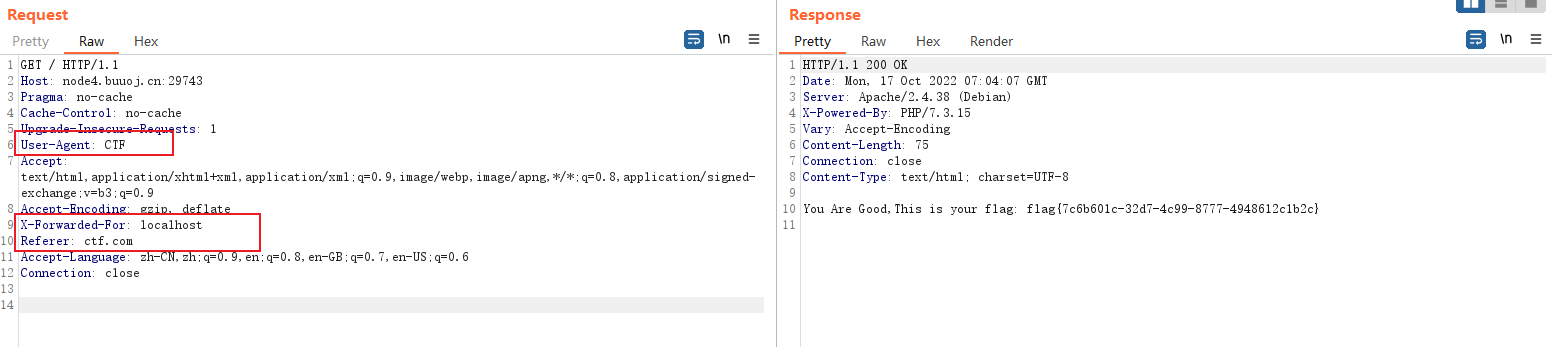 Request
Pretty Raw Hex \n
1 GET / HTTP/1.1
2 Host: node4.buuoj.cn:29743
3 Pragma: no-cache
4 Cache-Control: no-cache
5 Upgrade-Insecure-Requests: 1
6 User-Agent: CTF
7 Accept:
text/html,application/xhtml+xml,application/xml;q=0.9,image/webp,image/apng,*/*;q=0.8,application/signed-
exchange;v=b3;q=0.9
8 Accept-Encoding: gzip, deflate
9 X-Forwarded-For: localhost
10 Referer: ctf.com
11 Accept-Language: zh-CN,zh;q=0.9,en;q=0.8,en-GB;q=0.7,en-US;q=0.6
12 Connection: close
13
14
Response
Pretty Raw Hex Render \n
1 HTTP/1.1 200 OK
2 Date: Mon, 17 Oct 2022 07:04:07 GMT
3 Server: Apache/2.4.38 (Debian)
4 X-Powered-By: PHP/7.3.15
5 Vary: Accept-Encoding
6 Content-Length: 75
7 Connection: close
8 Content-Type: text/html; charset=UTF-8
9
10 You Are Good,This is your flag: flag{7c6b601c-32d7-4c99-8777-4948612c1b2c}
11